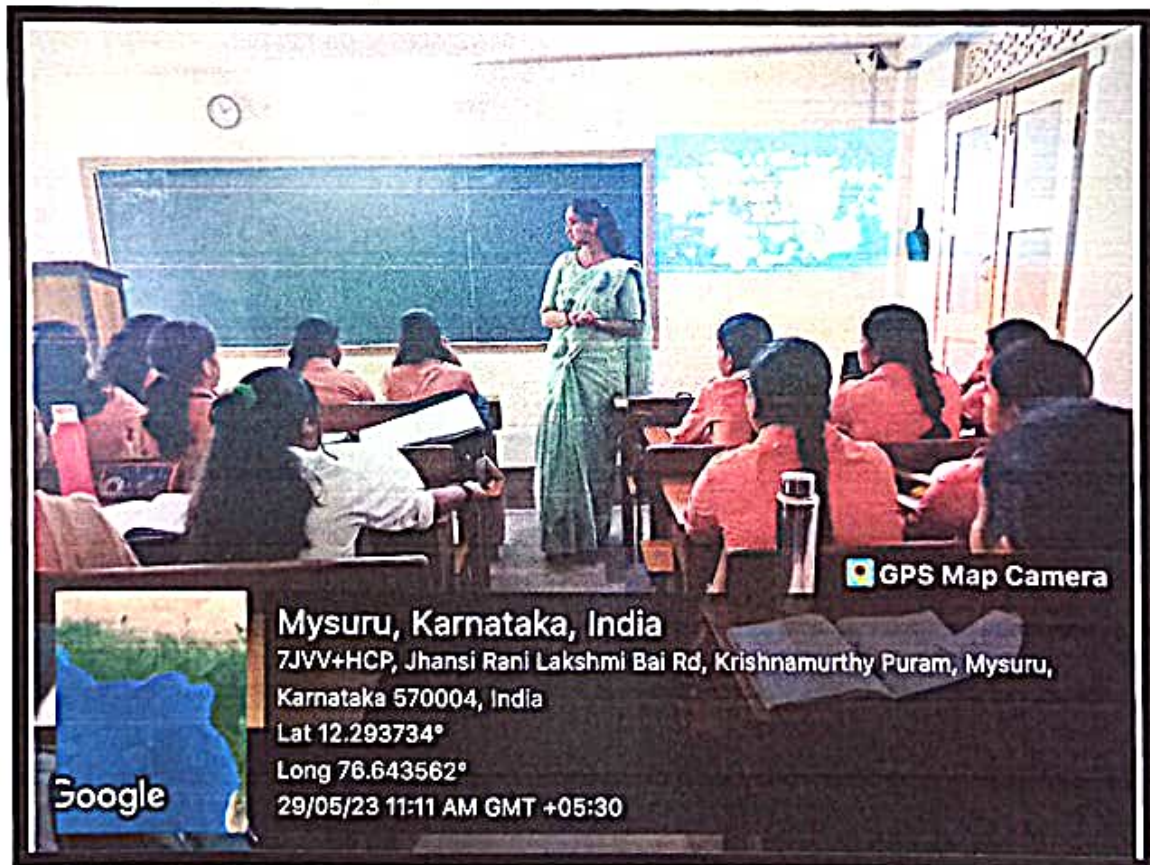 GPS Map Camera
Mysuru, Karnataka, India
7JVV+HCP, Jhansi Rani Lakshmi Bai Rd, Krishnamurthy Puram, Mysuru,
Karnataka 570004, India
Lat 12.293734°
Long 76.643562°
29/05/23 11:11 AM GMT +05:30
Google